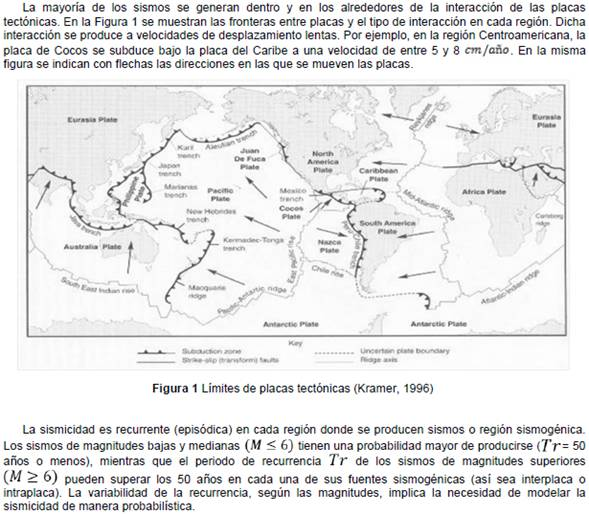 La mayoría de los sismos se generan dentro y en los alrededores de la interacción de las placas
tectónicas. En la Figura 1 se muestran las fronteras entre placas y el tipo de interacción en cada región. Dicha
interacción se produce a velocidades de desplazamiento lentas. Por ejemplo, en la región Centroamericana, la
placa de Cocos se subduce bajo la placa del Caribe a una velocidad de entre 5 y 8 cm/año. En la misma
figura se indican con flechas las direcciones en las que se mueven las placas.
Eurasia Plate
Aleutian trench
Kuril
trench
Japan
trench
Philippine
Plate
Marianas
trench
Pacific
Plate
Juan
De Fuca
Plate
North
America
Plate
Reykjanes
ridge
Eurasia
Plate
Caribbean
Plate
Mexico
trench
Cocos
Plate
Mid-Atlantic ridge
Africa Plate
Carlsberg
ridge
Java trench
New Hebrides
trench
Australia Plate
Kermadec-Tonga
trench
East Pacific rise
Nazca
Plate
South America
Plate
Chile rise
Macquarie
ridge
South East Indian rise
Pacific-Antarctic ridge
Atlantic-Indian ridge
Antarctic Plate
Antarctic Plate
Key
Subduction zone
Uncertain plate boundary
Strike-slip (transform) faults
Ridge axis
Figura 1 Límites de placas tectónicas (Kramer, 1996)
La sismicidad es recurrente (episódica) en cada región donde se producen sismos o región sismogénica.
Los sismos de magnitudes bajas y medianas (M ≤ 6) tienen una probabilidad mayor de producirse (Tr= 50
años o menos), mientras que el periodo de recurrencia Tr de los sismos de magnitudes superiores
(M ≥ 6) pueden superar los 50 años en cada una de sus fuentes sismogénicas (así sea interplaca o
intraplaca). La variabilidad de la recurrencia, según las magnitudes, implica la necesidad de modelar la
sismicidad de manera probabilística.